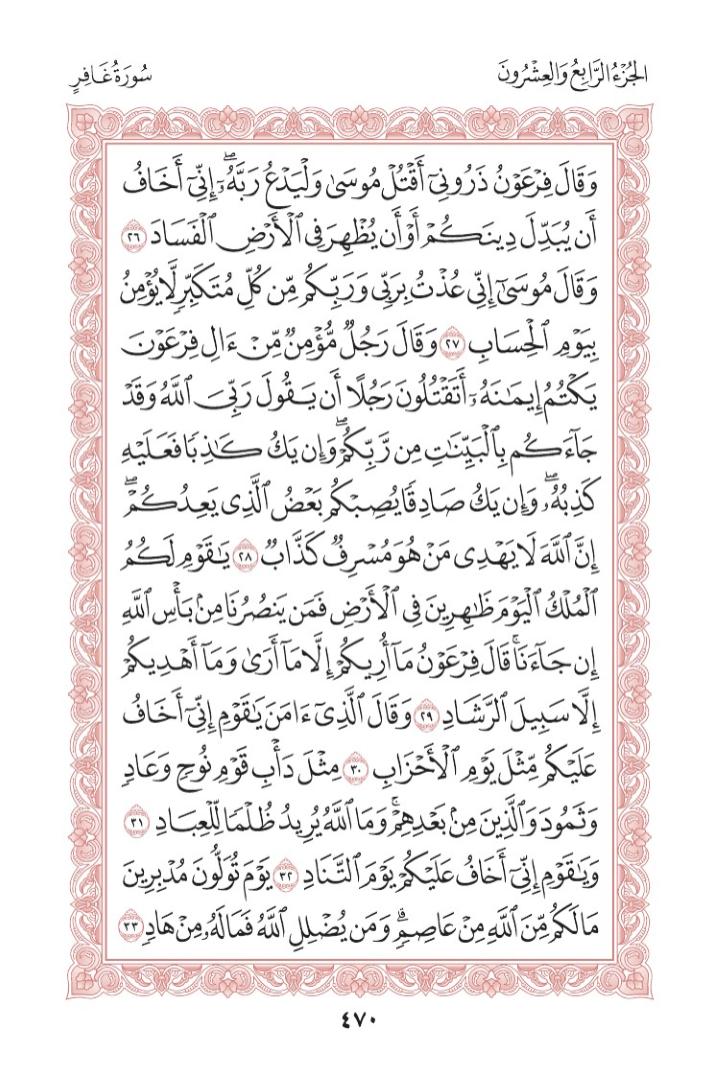 الجُزْءُ الرَّابِعُ وَالعِشْرُونَ
سُورَةُ غَافِرٍ
وَقَالَ فِرْعَوْنُ ذَرُونِيٓ أَقْتُلْ مُوسَىٰ وَلْيَدْعُ رَبَّهُۥٓۖ إِنِّيٓ أَخَافُ
أَن يُبَدِّلَ دِينَكُمْ أَوْ أَن يُظْهِرَ فِي ٱلْأَرْضِ ٱلْفَسَادَ ٢٦
وَقَالَ مُوسَىٰٓ إِنِّي عُذْتُ بِرَبِّي وَرَبِّكُم مِّن كُلِّ مُتَكَبِّرٖ لَّا يُؤْمِنُ
بِيَوْمِ ٱلْحِسَابِ ٢٧ وَقَالَ رَجُلٞ مُّؤْمِنٞ مِّنْ ءَالِ فِرْعَوْنَ
يَكْتُمُ إِيمَٰنَهُۥٓ أَتَقْتُلُونَ رَجُلًا أَن يَقُولَ رَبِّيَ ٱللَّهُ وَقَدْ
جَآءَكُم بِٱلْبَيِّنَٰتِ مِن رَّبِّكُمْۖ وَإِن يَكُ كَٰذِبٗا فَعَلَيْهِ
كَذِبُهُۥۖ وَإِن يَكُ صَادِقٗا يُصِبْكُم بَعْضُ ٱلَّذِي يَعِدُكُمْۖ
إِنَّ ٱللَّهَ لَا يَهْدِي مَنْ هُوَ مُسْرِفٞ كَذَّابٞ ٢٨ يَٰقَوْمِ لَكُمُ
ٱلْمُلْكُ ٱلْيَوْمَ ظَٰهِرِينَ فِي ٱلْأَرْضِ فَمَن يَنصُرُنَا مِنۢ بَأْسِ ٱللَّهِ
إِن جَآءَنَاۚ قَالَ فِرْعَوْنُ مَآ أُرِيكُمْ إِلَّا مَآ أَرَىٰ وَمَآ أَهْدِيكُمْ
إِلَّا سَبِيلَ ٱلرَّشَادِ ٢٩ وَقَالَ ٱلَّذِيٓ ءَامَنَ يَٰقَوْمِ إِنِّيٓ أَخَافُ
عَلَيْكُم مِّثْلَ يَوْمِ ٱلْأَحْزَابِ ٣٠ مِثْلَ دَأْبِ قَوْمِ نُوحٖ وَعَادٖ
وَثَمُودَ وَٱلَّذِينَ مِنۢ بَعْدِهِمْۚ وَمَا ٱللَّهُ يُرِيدُ ظُلْمٗا لِّلْعِبَادِ ٣١
وَيَٰقَوْمِ إِنِّيٓ أَخَافُ عَلَيْكُمْ يَوْمَ ٱلتَّنَادِ ٣٢ يَوْمَ تُوَلُّونَ مُدْبِرِينَ
مَا لَكُم مِّنَ ٱللَّهِ مِنْ عَاصِمٖۗ وَمَن يُضْلِلِ ٱللَّهُ فَمَا لَهُۥ مِنْ هَادٖ ٣٣
٤٧٠